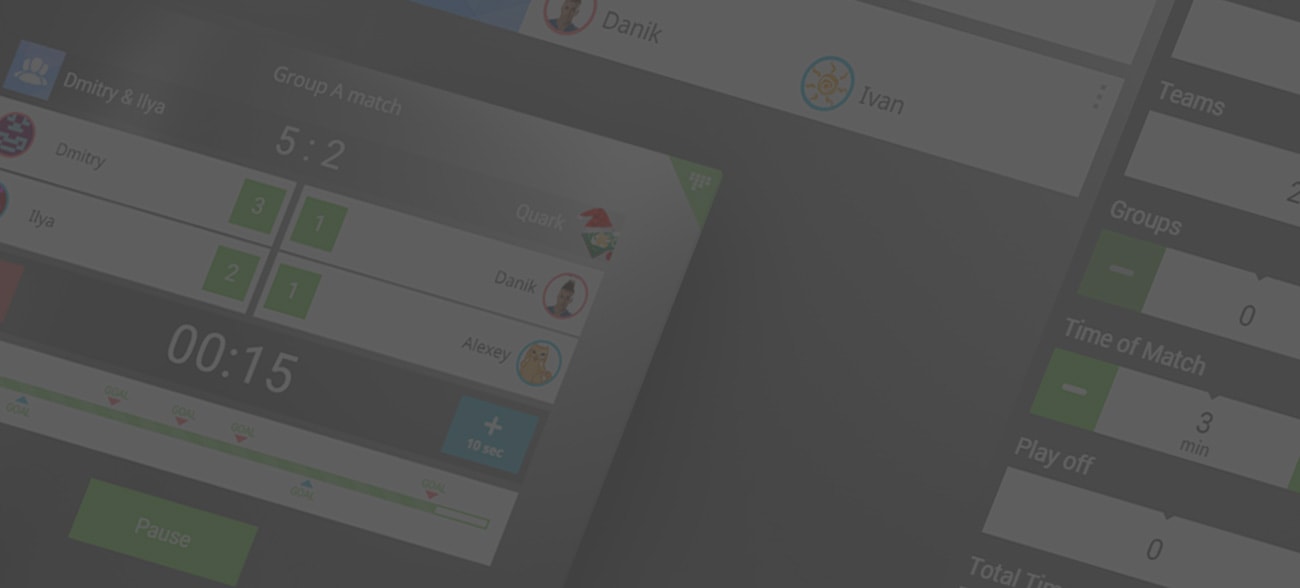 Danik
Ivan
Dmitry & Ilya
Group A match
5 : 2
Quark
Dmitry
3
1
Danik
Ilya
2
1
Alexey
00:15
+
10 sec
GOAL
GOAL
GOAL
GOAL
GOAL
GOAL
Pause
Teams
2
Groups
0
Time of Match
3
min
Play off
0
Total Tim